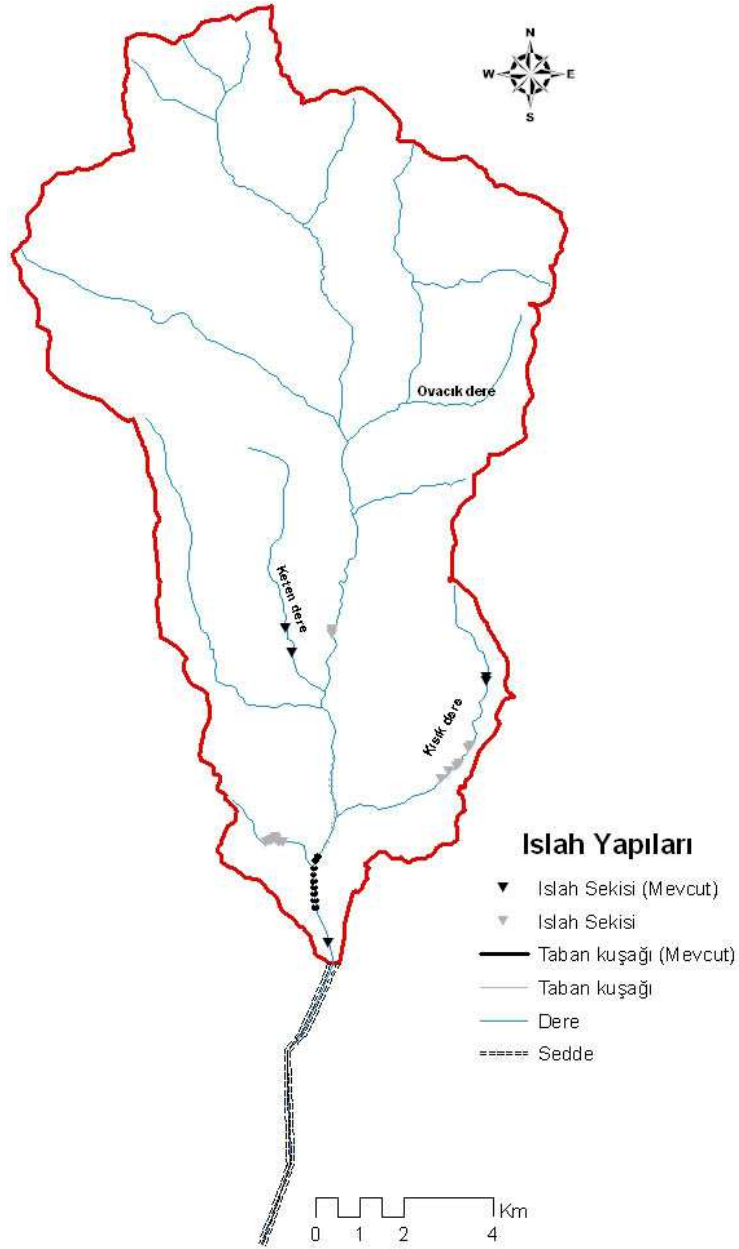 N
W E
S
Ovacık dere
Keten dere
Kısık dere
Islah Yapıları
Islah Sekisi (Mevcut)
Islah Sekisi
Taban kuşağı (Mevcut)
Taban kuşağı
Dere
Sedde
Km
0 1 2 4